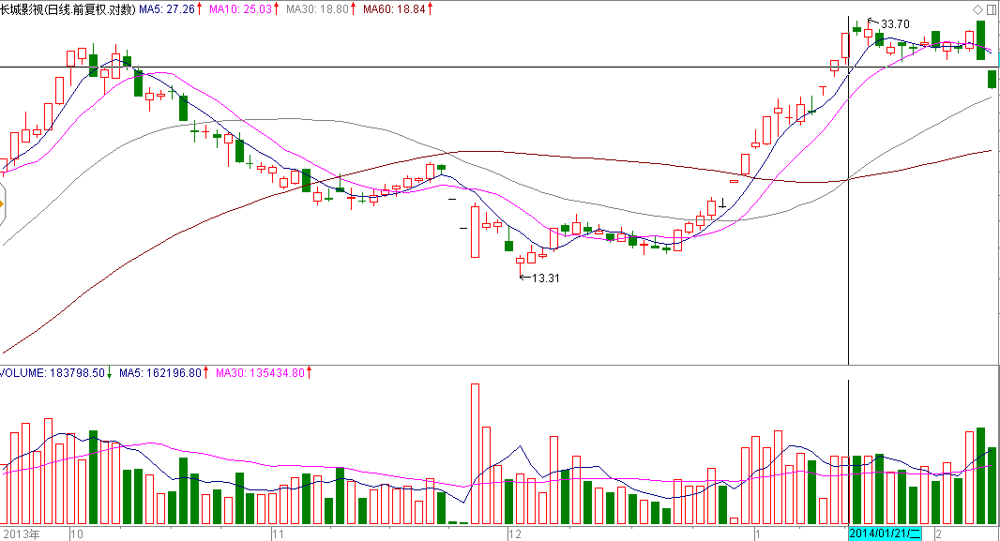 长城影视(日线.前复权.对数) MA5: 27.26↑ MA10: 25.03↑ MA30: 18.80↑ MA60: 18.84↑
33.70
13.31
VOLUME: 183798.50↓ MA5: 162196.80↑ MA30: 135434.80↑
2013年 10 11 12 1 2014/01/21/二 2